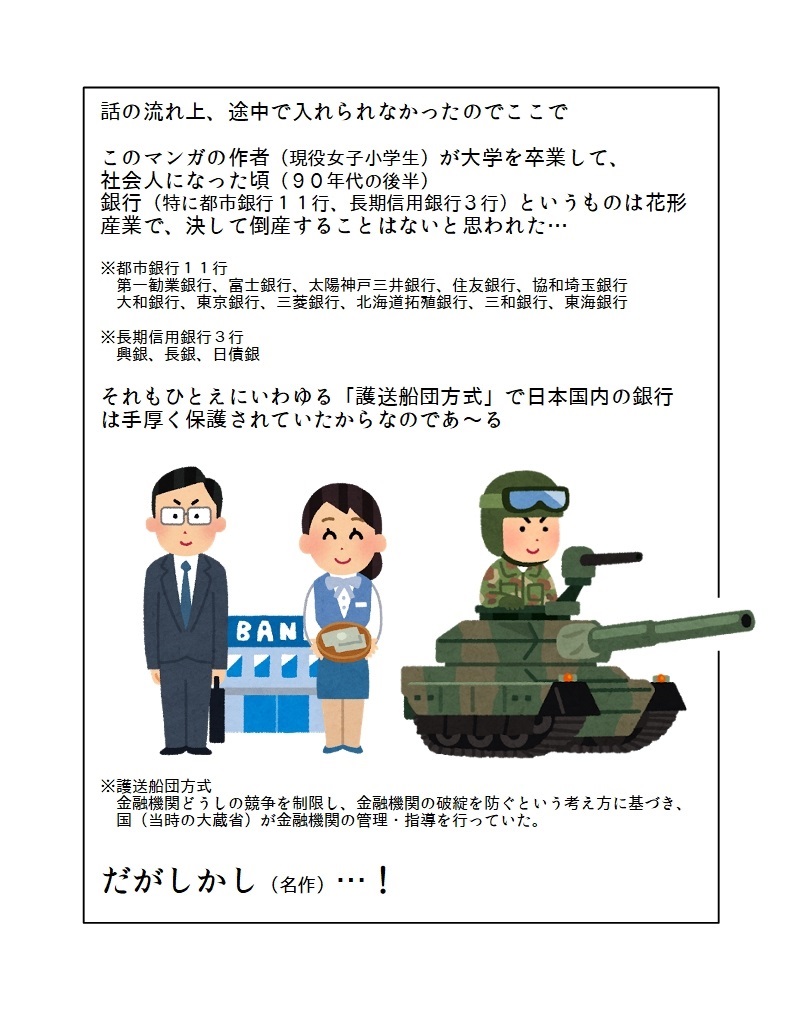 話の流れ上、途中で入れられなかったのでここで
このマンガの作者（現役女子小学生）が大学を卒業して、
社会人になった頃（９０年代の後半）
銀行（特に都市銀行１１行、長期信用銀行３行）というものは花形
産業で、決して倒産することはないと思われた…
※都市銀行１１行
第一勧業銀行、富士銀行、太陽神戸三井銀行、住友銀行、協和埼玉銀行
大和銀行、東京銀行、三菱銀行、北海道拓殖銀行、三和銀行、東海銀行
※長期信用銀行３行
興銀、長銀、日債銀
それもひとえにいわゆる「護送船団方式」で日本国内の銀行
は手厚く保護されていたからなのであ～る
BAN
※護送船団方式
金融機関どうしの競争を制限し、金融機関の破綻を防ぐという考え方に基づき、
国（当時の大蔵省）が金融機関の管理・指導を行っていた。
だがしかし（名作）…！